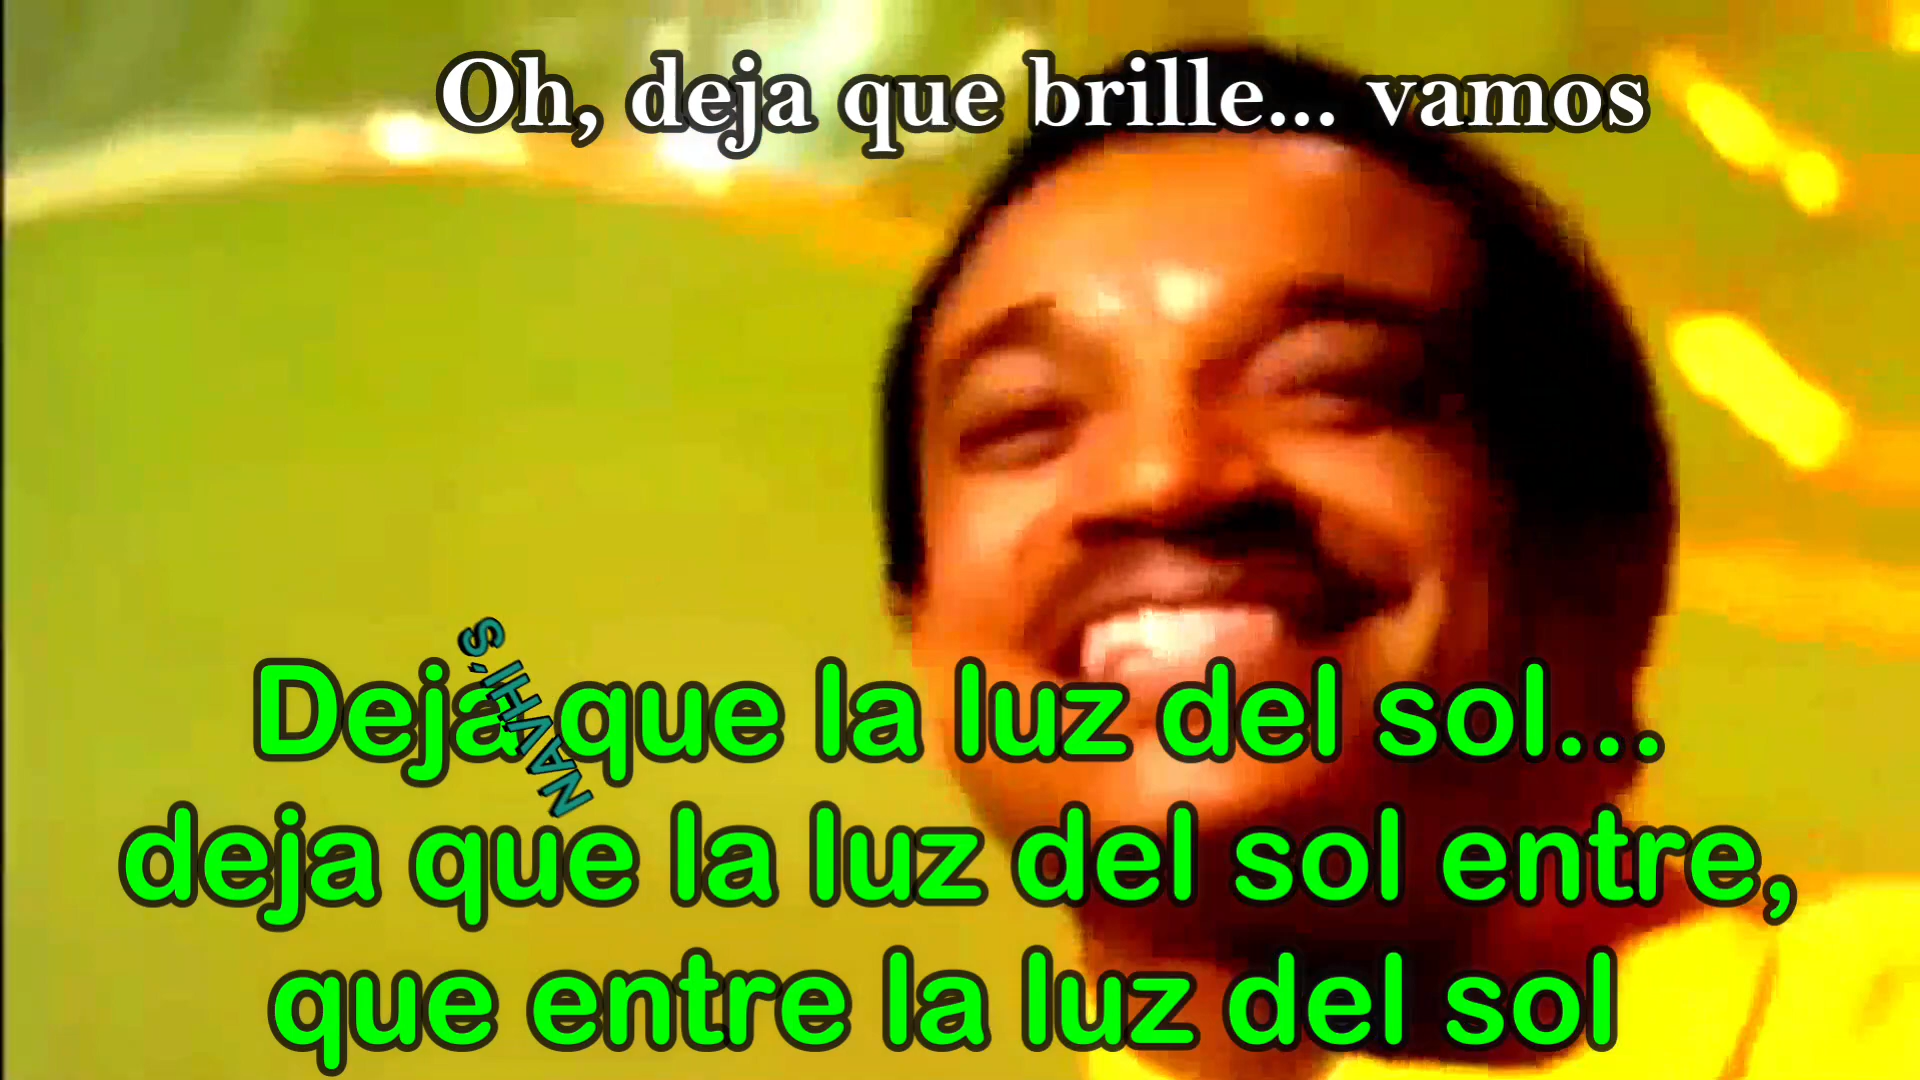 Oh, deja que brille... vamos
NAVHI´S
Deja que la luz del sol...
deja que la luz del sol entre,
que entre la luz del sol